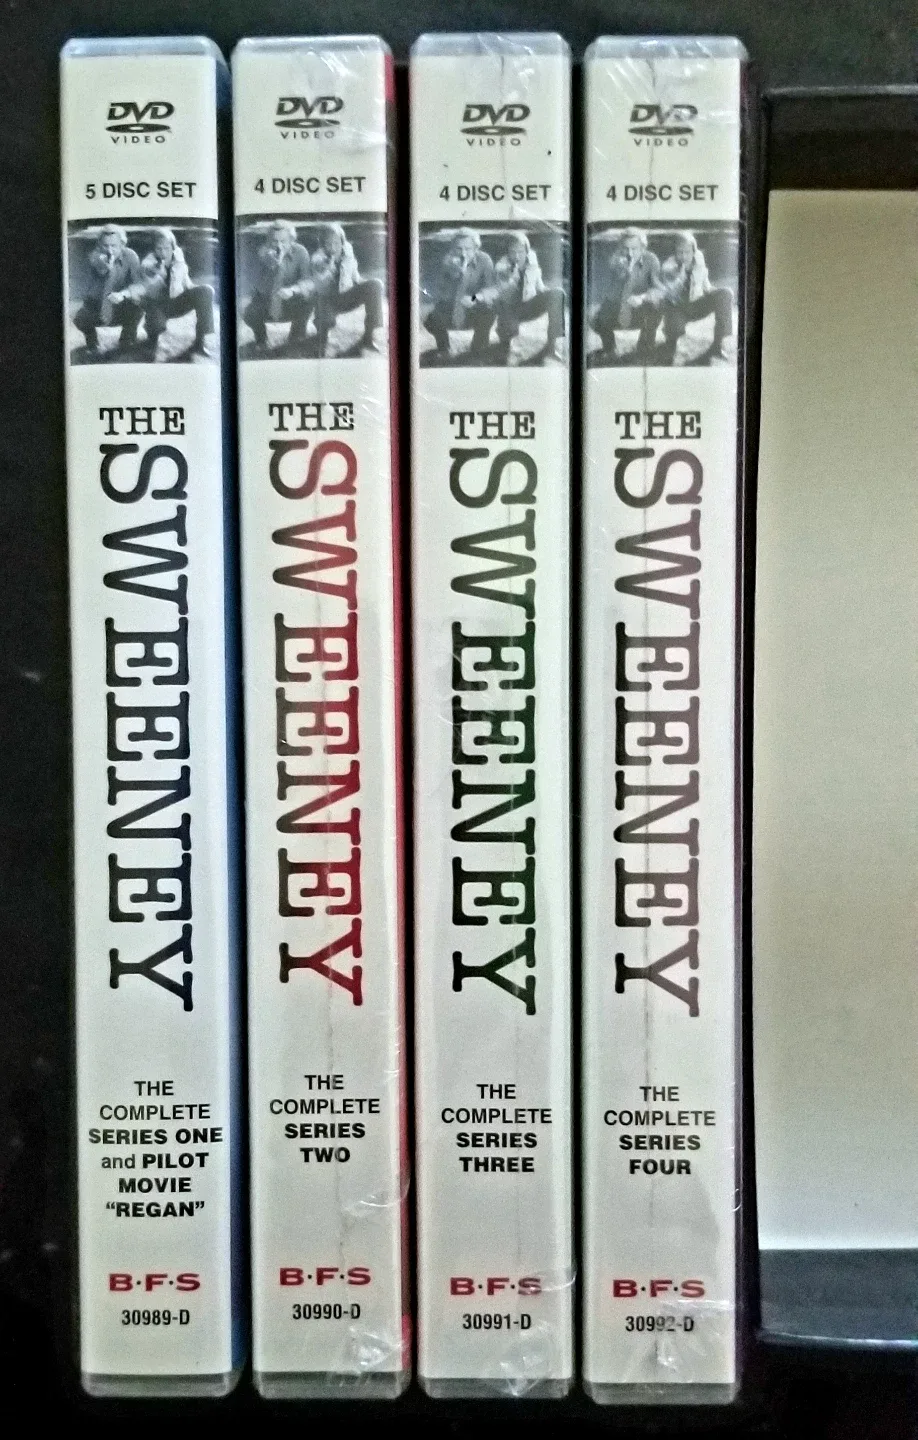 DVD
VIDEO
5 DISC SET
THE
SWEENEY
THE
COMPLETE
SERIES ONE
and PILOT
MOVIE
“REGAN”
B·F·S
30989-D
DVD
VIDEO
4 DISC SET
THE
SWEENEY
THE
COMPLETE
SERIES
TWO
B·F·S
30990-D
DVD
VIDEO
4 DISC SET
THE
SWEENEY
THE
COMPLETE
SERIES
THREE
B·F·S
30991-D
DVD
VIDEO
4 DISC SET
THE
SWEENEY
THE
COMPLETE
SERIES
FOUR
B·F·S
30992-D